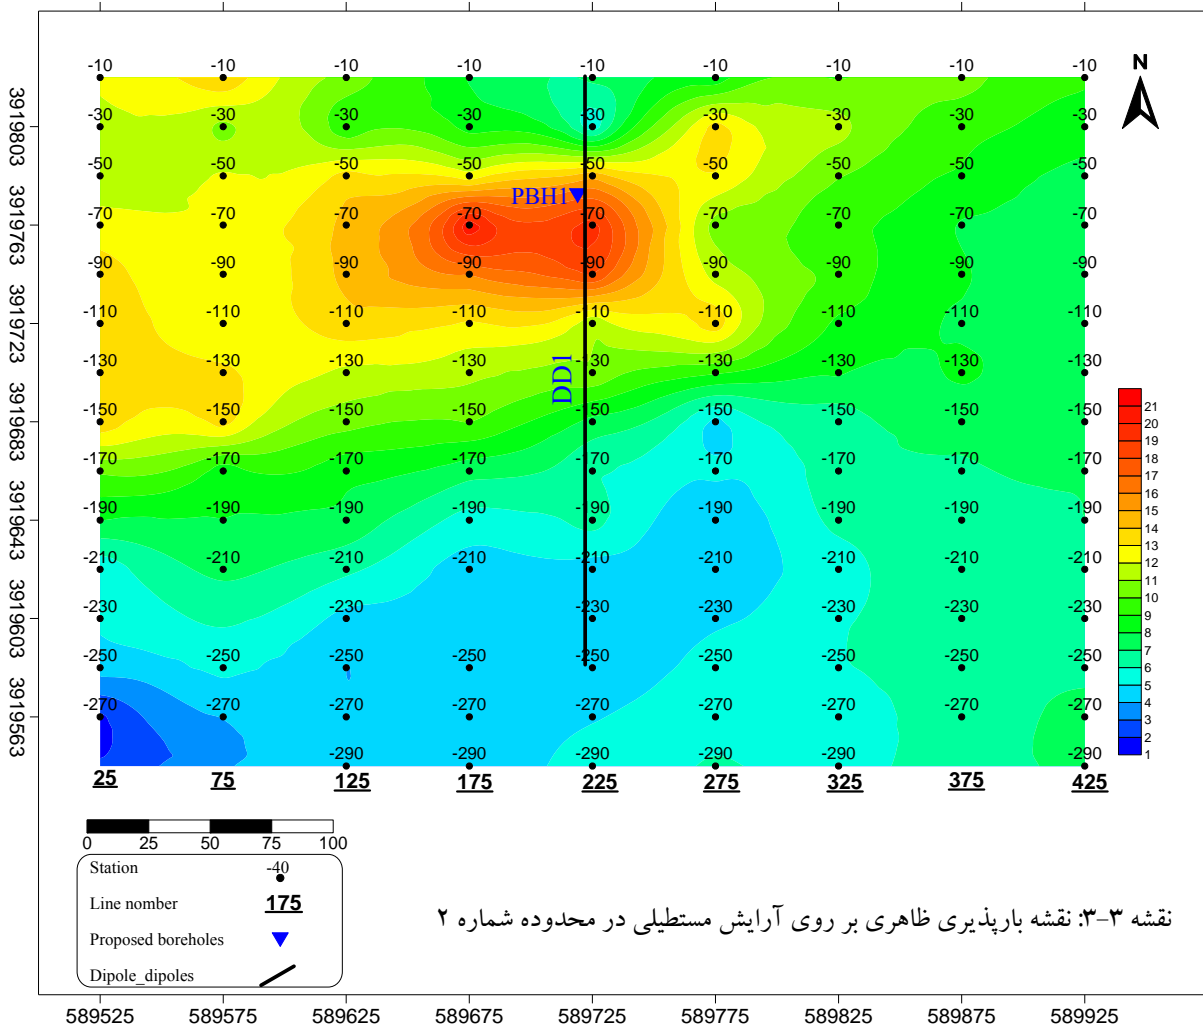 N
-10 -10 -10 -10 -10 -10 -10 -10 -10
3919803
-30 -30 -30 -30 -30 -30 -30 -30 -30
-50 -50 -50 -50 -50 -50 -50 -50 -50
PBH1
3919763
-70 -70 -70 -70 -70 -70 -70 -70 -70
-90 -90 -90 -90 -90 -90 -90 -90 -90
3919723
-110 -110 -110 -110 -110 -110 -110 -110 -110
-130 -130 -130 -130 -130 -130 -130 -130 -130
DD1
3919683
-150 -150 -150 -150 -150 -150 -150 -150 -150
-170 -170 -170 -170 -170 -170 -170 -170 -170
3919643
-190 -190 -190 -190 -190 -190 -190 -190 -190
-210 -210 -210 -210 -210 -210 -210 -210 -210
3919603
-230 -230 -230 -230 -230 -230 -230 -230 -230
-250 -250 -250 -250 -250 -250 -250 -250 -250
3919563
-270 -270 -270 -270 -270 -270 -270 -270 -270
-290 -290 -290 -290 -290 -290 -290
25 75 125 175 225 275 325 375 425
21
20
19
18
17
16
15
14
13
12
11
10
9
8
7
6
5
4
3
2
1
0 25 50 75 100
Station -40
Line nomber 175
Proposed boreholes
Dipole_dipoles
نقشه ۳-۳: نقشه بارپذیری ظاهری بر روی آرایش مستطیلی در محدوده شماره ۲
589525 589575 589625 589675 589725 589775 589825 589875 589925